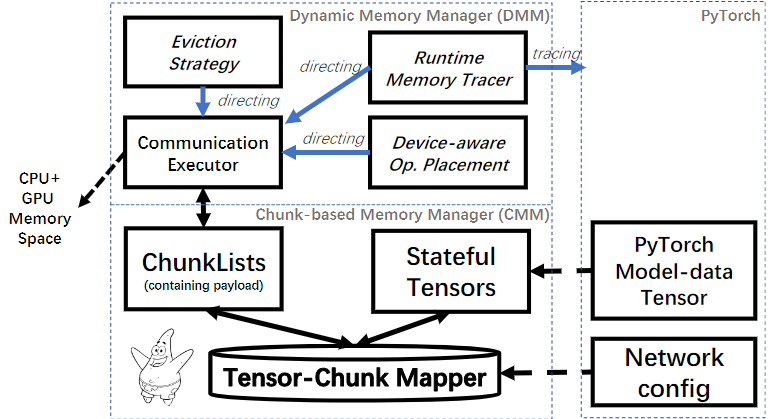 Dynamic Memory Manager (DMM)
PyTorch
Eviction
Strategy
directing
Runtime
Memory Tracer
tracing
directing
Communication
Executor
directing
Device-aware
Op. Placement
CPU+
GPU
Memory
Space
Chunk-based Memory Manager (CMM)
ChunkLists
(containing payload)
Stateful
Tensors
PyTorch
Model-data
Tensor
Tensor-Chunk Mapper
Network
config